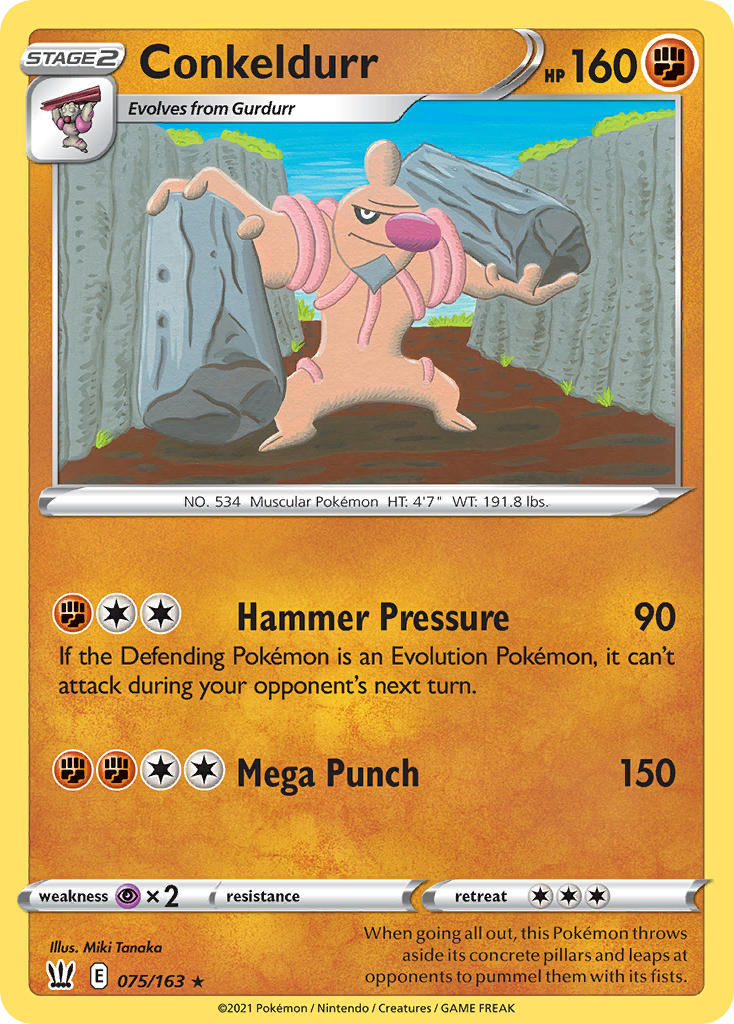 STAGE 2
Conkeldurr
HP 160
Evolves from Gurdurr
NO. 534 Muscular Pokémon HT: 4'7" WT: 191.8 lbs.
Hammer Pressure 90
If the Defending Pokémon is an Evolution Pokémon, it can't
attack during your opponent's next turn.
Mega Punch 150
weakness ×2 resistance retreat
Illus. Miki Tanaka
When going all out, this Pokémon throws
aside its concrete pillars and leaps at
opponents to pummel them with its fists.
E 075/163 ★
©2021 Pokémon / Nintendo / Creatures / GAME FREAK